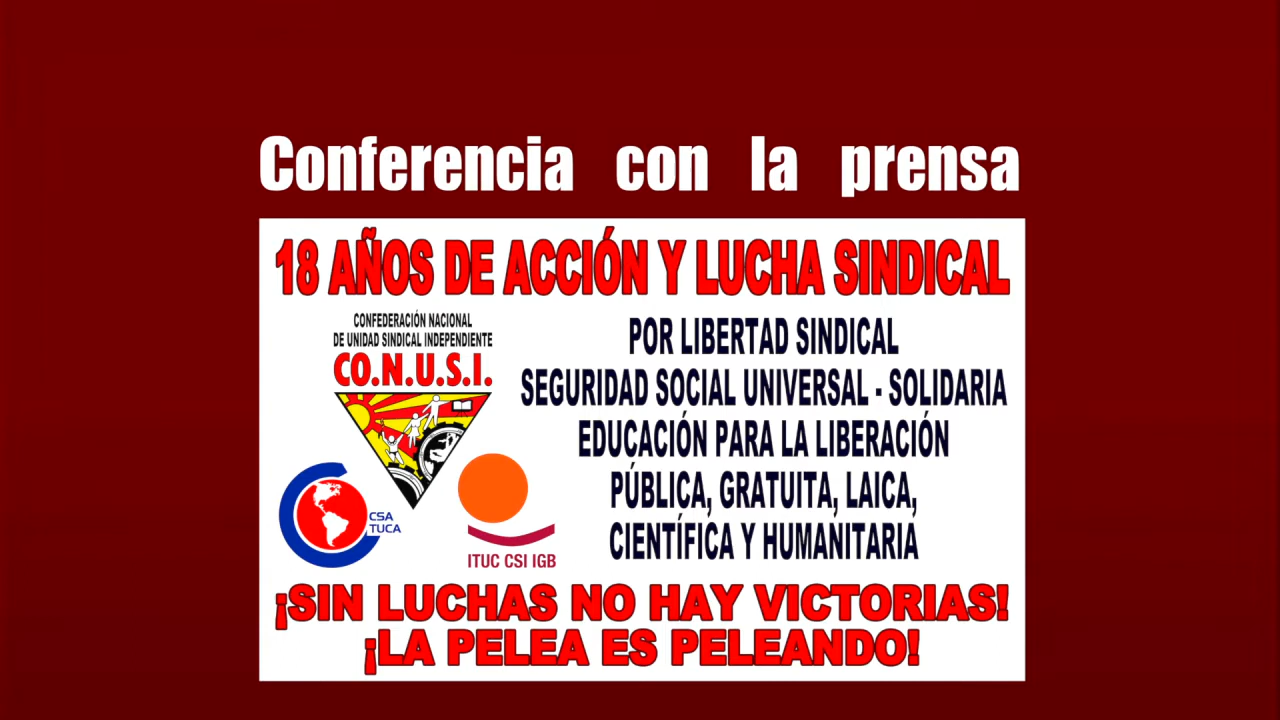 Conferencia con la prensa
18 AÑOS DE ACCIÓN Y LUCHA SINDICAL
CONFEDERACIÓN NACIONAL
DE UNIDAD SINDICAL INDEPENDIENTE
CO.N.U.S.I.
CSA
TUCA
ITUC CSI IGB
POR LIBERTAD SINDICAL
SEGURIDAD SOCIAL UNIVERSAL - SOLIDARIA
EDUCACIÓN PARA LA LIBERACIÓN
PÚBLICA, GRATUITA, LAICA,
CIENTÍFICA Y HUMANITARIA
¡SIN LUCHAS NO HAY VICTORIAS!
¡LA PELEA ES PELEANDO!